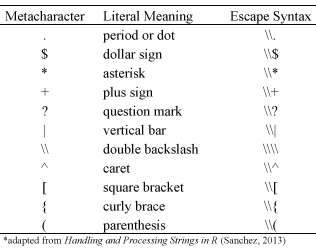 Metacharacter Literal Meaning Escape Syntax
. period or dot \\.
$ dollar sign \\$
* asterisk \\*
+ plus sign \\+
? question mark \\?
| vertical bar \\|
\\ double backslash \\\\
^ caret \\^
[ square bracket \\[
{ curly brace \\{
( parenthesis \\(
*adapted from Handling and Processing Strings in R (Sanchez, 2013)